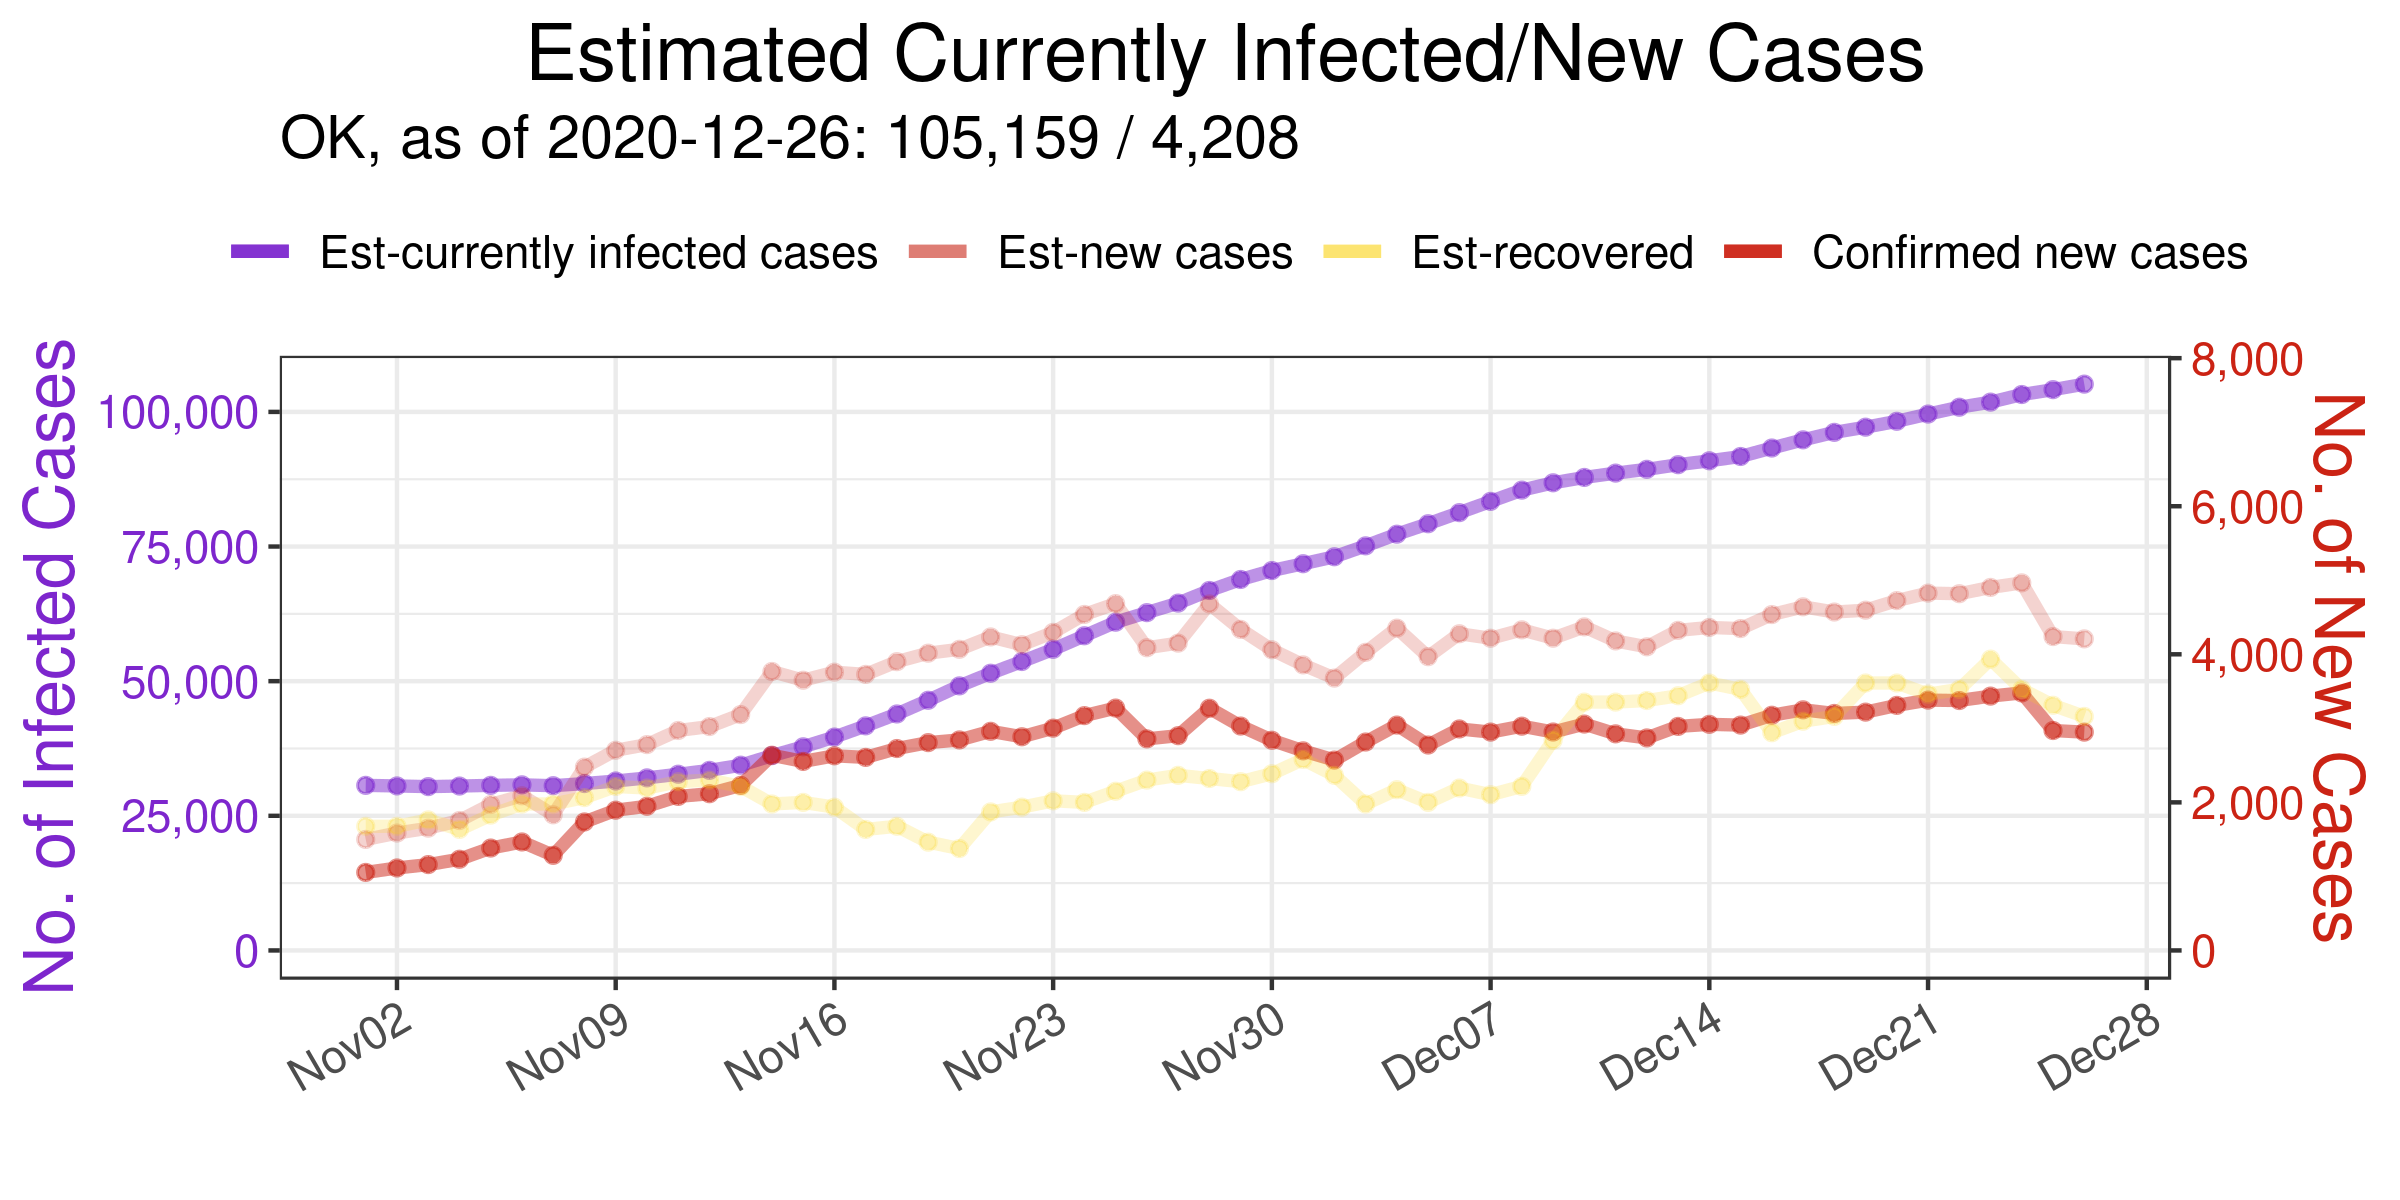 Estimated Currently Infected/New Cases
OK, as of 2020-12-26: 105,159 / 4,208
Est-currently infected cases Est-new cases Est-recovered Confirmed new cases
No. of Infected Cases
100,000
75,000
50,000
25,000
0
8,000
6,000
4,000
2,000
0
No. of New Cases
Nov02 Nov09 Nov16 Nov23 Nov30 Dec07 Dec14 Dec21 Dec28